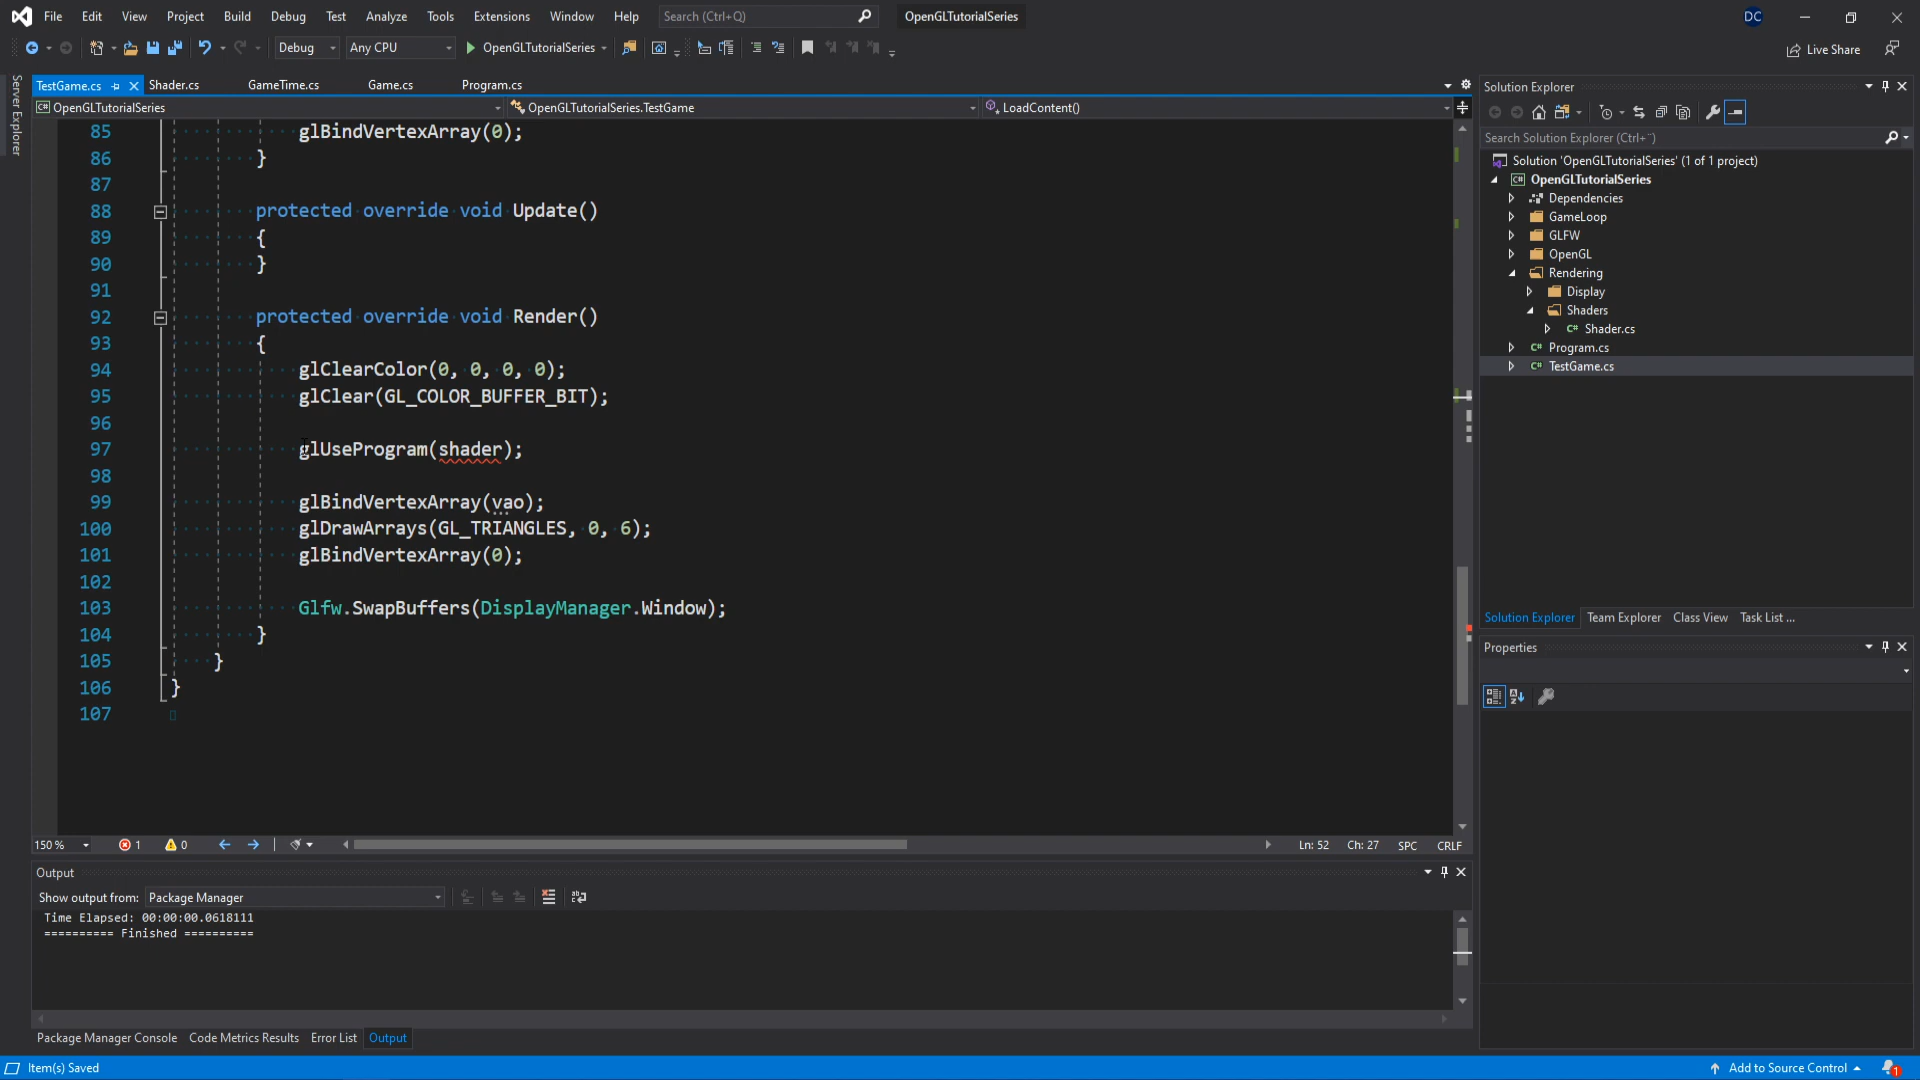 File Edit View Project Build Debug Test Analyze Tools Extensions Window Help Search (Ctrl+Q) OpenGLTutorialSeries DC
Debug Any CPU OpenGLTutorialSeries Live Share
Server Explorer
TestGame.cs Shader.cs GameTime.cs Game.cs Program.cs
OpenGLTutorialSeries OpenGLTutorialSeries.TestGame LoadContent()
85 glBindVertexArray(0);
86 }
87
88 protected override void Update()
89 {
90 }
91
92 protected override void Render()
93 {
94 glClearColor(0, 0, 0, 0);
95 glClear(GL_COLOR_BUFFER_BIT);
96
97 glUseProgram(shader);
98
99 glBindVertexArray(vao);
100 glDrawArrays(GL_TRIANGLES, 0, 6);
101 glBindVertexArray(0);
102
103 Glfw.SwapBuffers(DisplayManager.Window);
104 }
105 }
106 }
107
150 % 1 0 Ln: 52 Ch: 27 SPC CRLF
Output
Show output from: Package Manager
Time Elapsed: 00:00:00.0618111
========== Finished ==========
Package Manager Console Code Metrics Results Error List Output
Solution Explorer
Search Solution Explorer (Ctrl+¨)
Solution 'OpenGLTutorialSeries' (1 of 1 project)
OpenGLTutorialSeries
Dependencies
GameLoop
GLFW
OpenGL
Rendering
Display
Shaders
C# Shader.cs
C# Program.cs
C# TestGame.cs
Solution Explorer Team Explorer Class View Task List ...
Properties
Item(s) Saved Add to Source Control 1